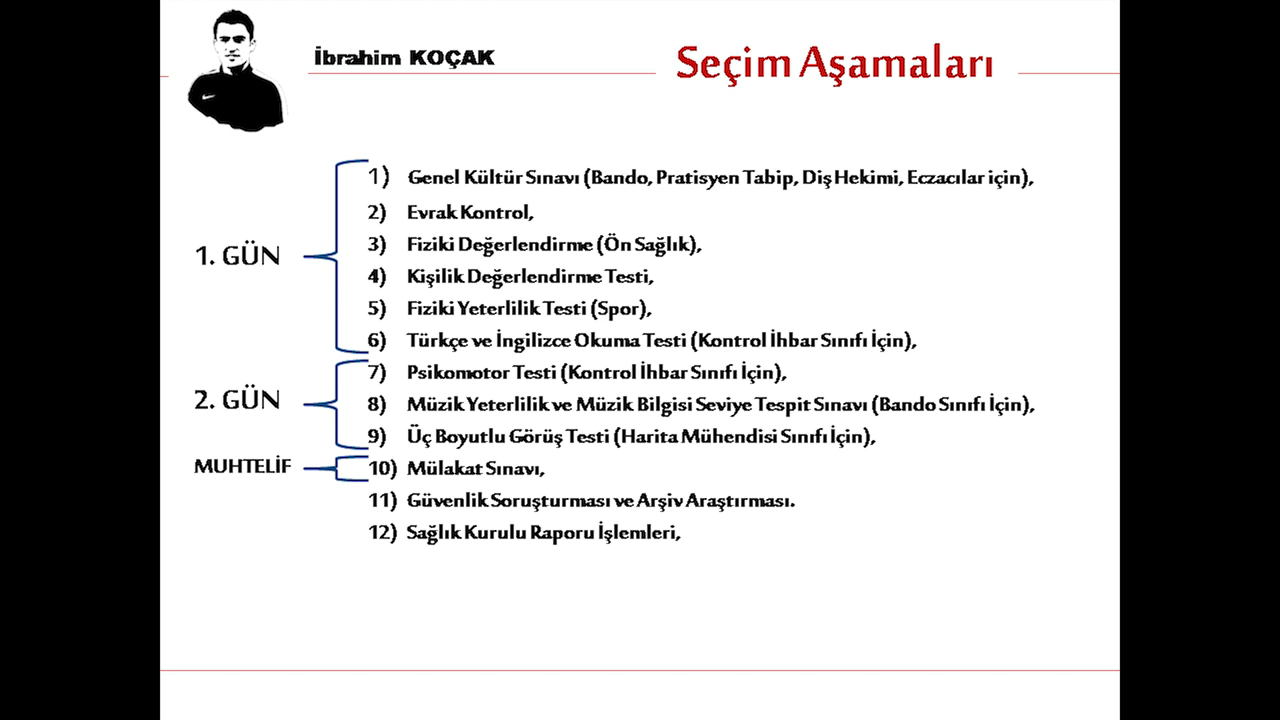 İbrahim KOÇAK
Seçim Aşamaları
1. GÜN
1) Genel Kültür Sınavı (Bando, Pratisyen Tabip, Diş Hekimi, Eczacılar için),
2) Evrak Kontrol,
3) Fiziki Değerlendirme (Ön Sağlık),
4) Kişilik Değerlendirme Testi,
5) Fiziki Yeterlilik Testi (Spor),
6) Türkçe ve İngilizce Okuma Testi (Kontrol İhbar Sınıfı İçin),
2. GÜN
7) Psikomotor Testi (Kontrol İhbar Sınıfı İçin),
8) Müzik Yeterlilik ve Müzik Bilgisi Seviye Tespit Sınavı (Bando Sınıfı İçin),
9) Üç Boyutlu Görüş Testi (Harita Mühendisi Sınıfı İçin),
MUHTELİF
10) Mülakat Sınavı,
11) Güvenlik Soruşturması ve Arşiv Araştırması.
12) Sağlık Kurulu Raporu İşlemleri,